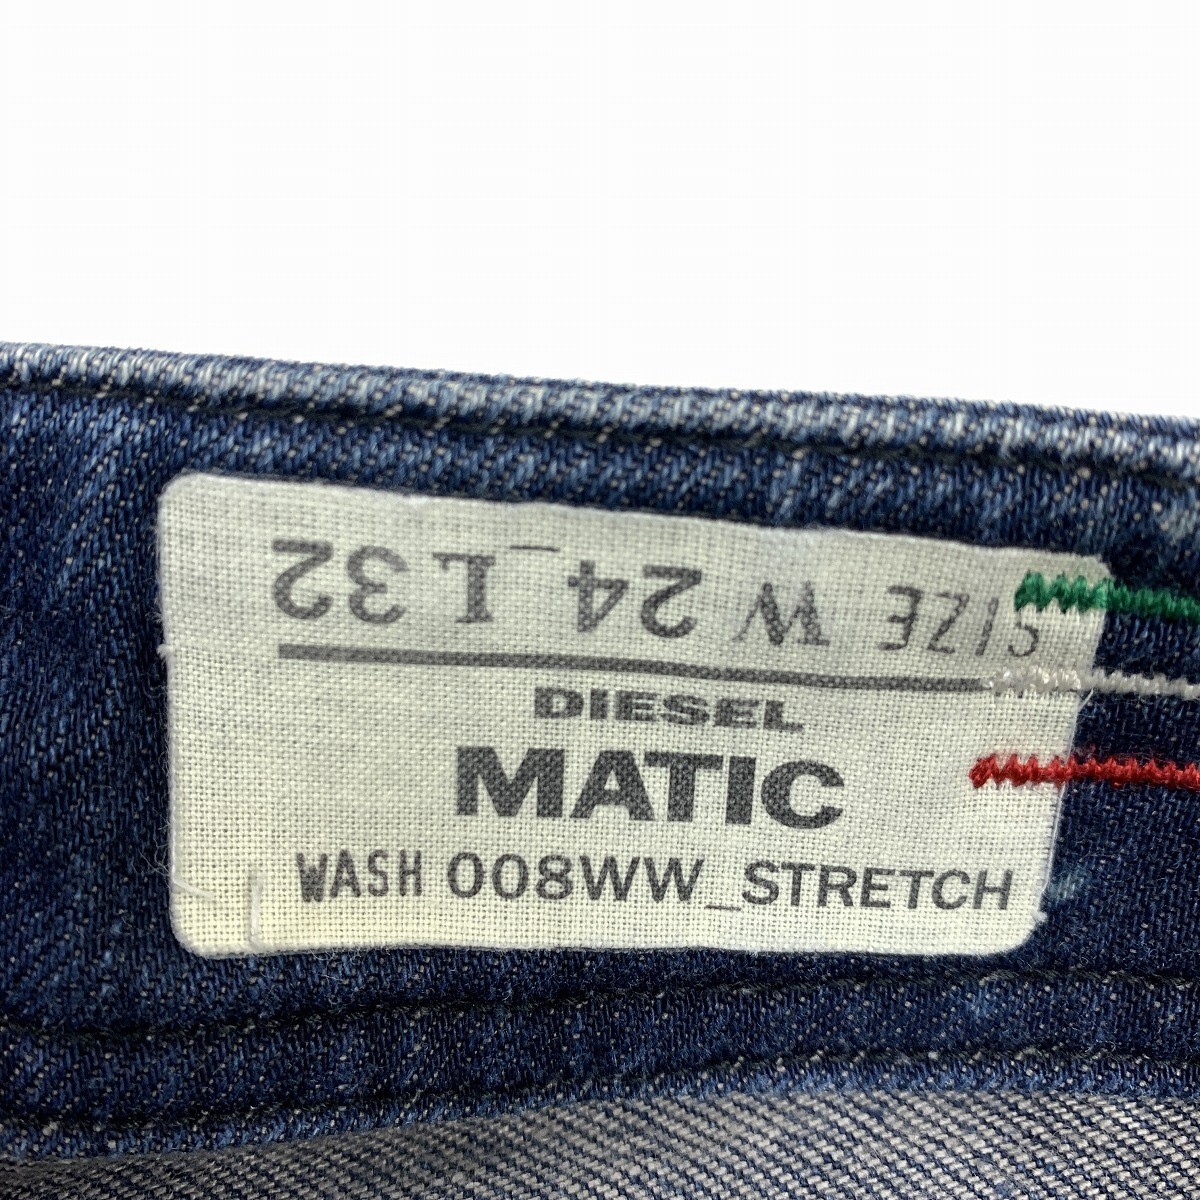 SIZE W 24_L 32
DIESEL
MATIC
WASH 008WW_STRETCH